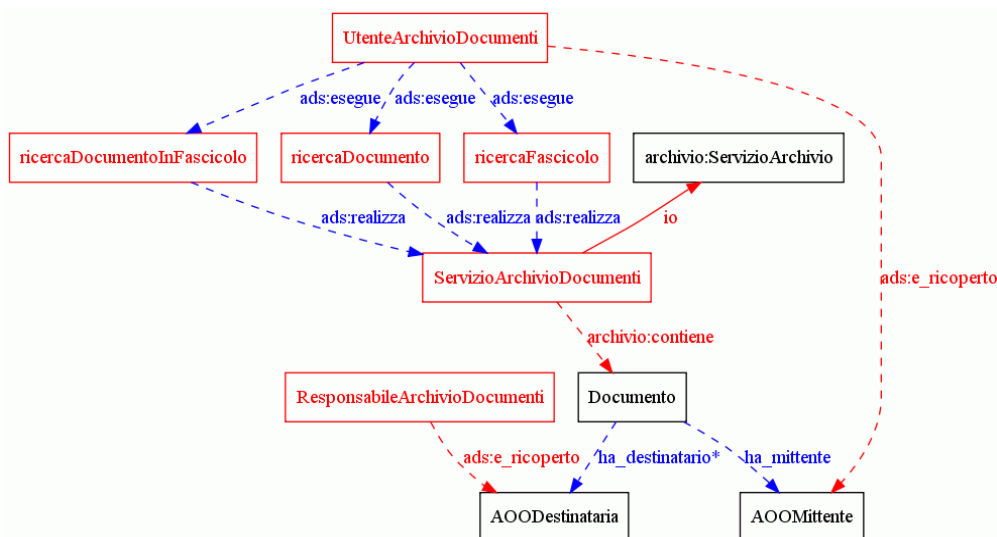 UtenteArchivioDocumenti
ads:esegue
ads:esegue
ads:esegue
ricercaDocumentoInFascicolo
ricercaDocumento
ricercaFascicolo
archivio:ServizioArchivio
ads:realizza
ads:realizza
ads:realizza
io
ServizioArchivioDocumenti
ads:e_ricoperto
archivio:contiene
ResponsabileArchivioDocumenti
Documento
ads:e_ricoperto
ha_destinatario*
ha_mittente
AOODestinataria
AOOMittente